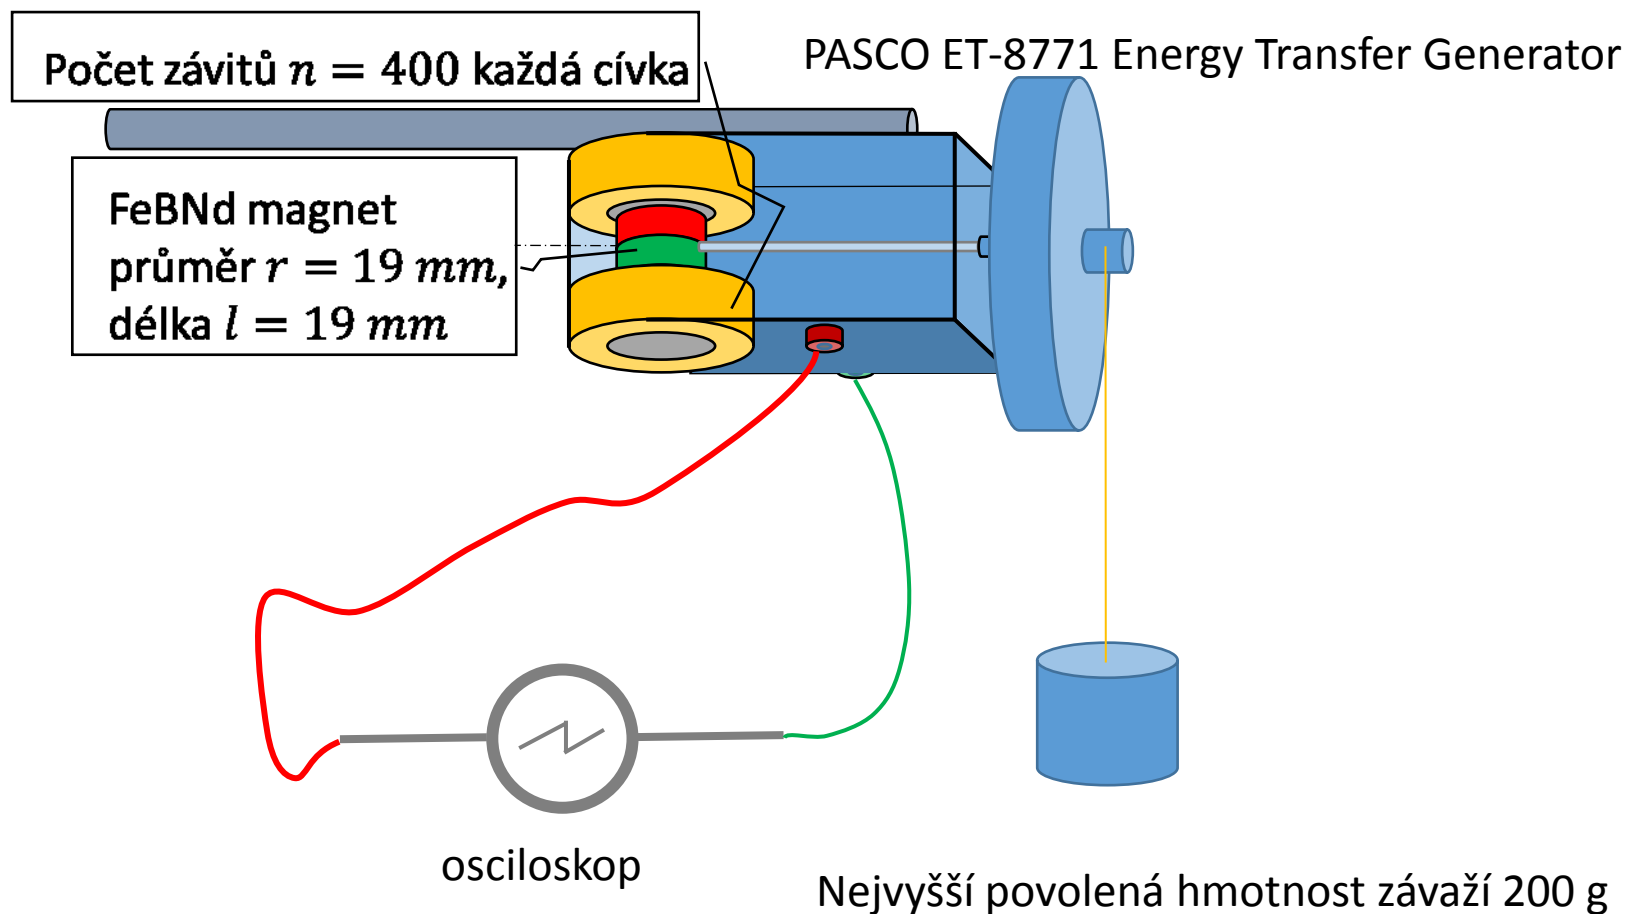 Počet závitů n = 400 každá cívka
PASCO ET-8771 Energy Transfer Generator
FeBNd magnet
průměr r = 19 mm,
délka l = 19 mm
osciloskop
Nejvyšší povolená hmotnost závaží 200 g